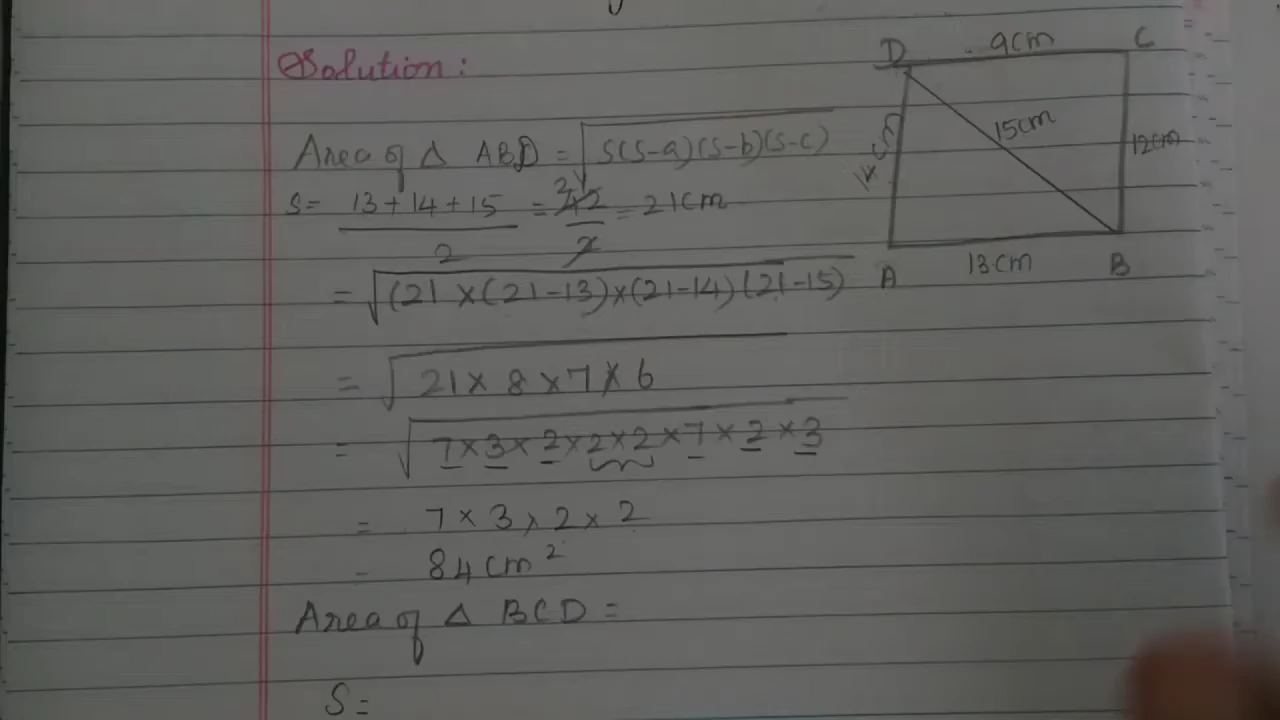 Solution:
Area of △ ABD = √S(S-a)(S-b)(S-c)
S = 13+14+15 / 2 = 42 / 2 = 21cm
= √(21×(21-13)×(21-14)(21-15)
= √21×8×7×6
= √7×3×2×2×2×7×2×3
= 7×3×2×2
= 84cm²
Area of △ BCD =
S =
D 9cm C
15cm
12cm
A 13cm B